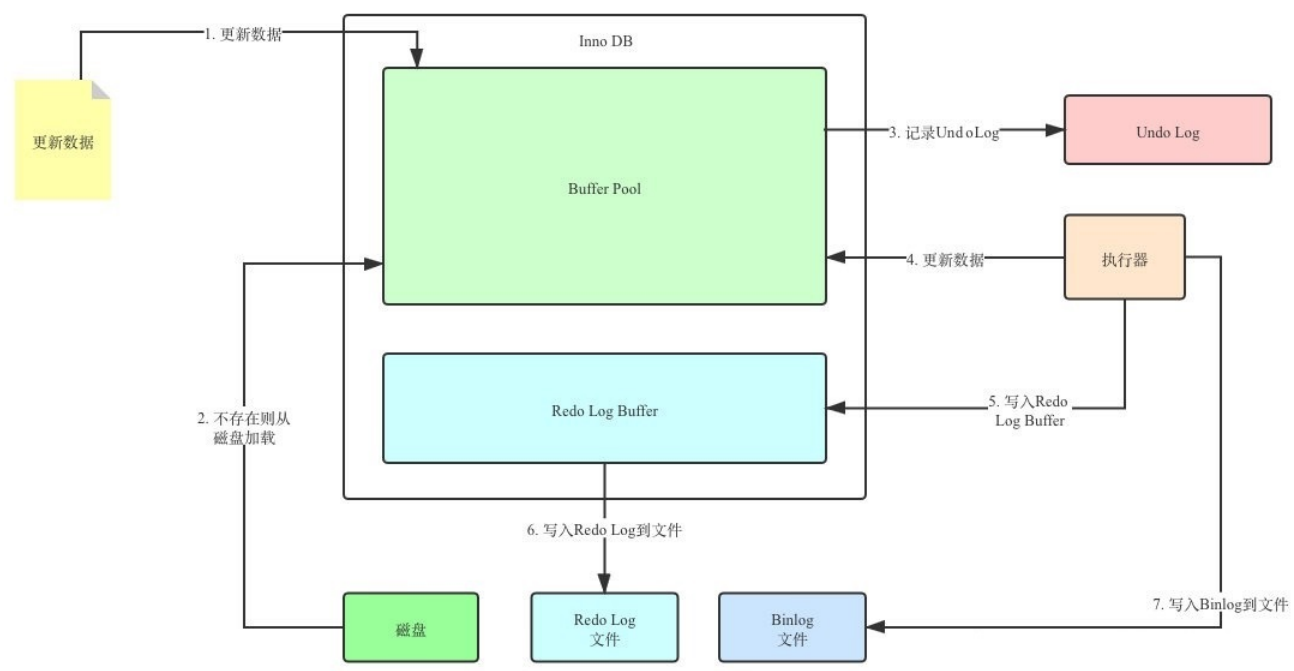 1. 更新数据
Inno DB
更新数据
Buffer Pool
3. 记录UndoLog
Undo Log
4. 更新数据
执行器
2. 不存在则从
磁盘加载
Redo Log Buffer
5. 写入Redo
Log Buffer
6. 写入Redo Log到文件
7. 写入Binlog到文件
磁盘
Redo Log
文件
Binlog
文件